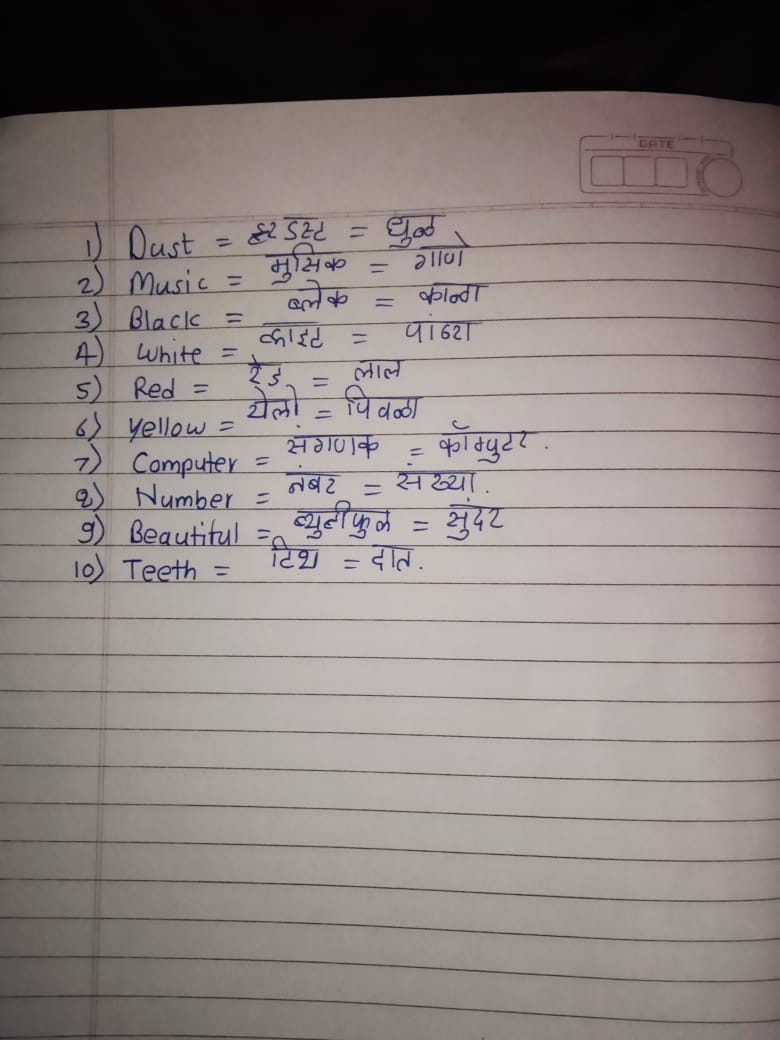 DATE
1) Dust = डस्ट = धुळ
2) Music = मुसिक = गाणे
3) Black = ब्लेक = काळा
4) White = व्हाइट = पांढरा
5) Red = रेड = लाल
6) Yellow = येलो = पिवळा
7) Computer = संगणक = कॉम्पुटर.
8) Number = नंबर = संख्या.
9) Beautiful = ब्युटीफुल = सुंदर
10) Teeth = टिथ = दात.